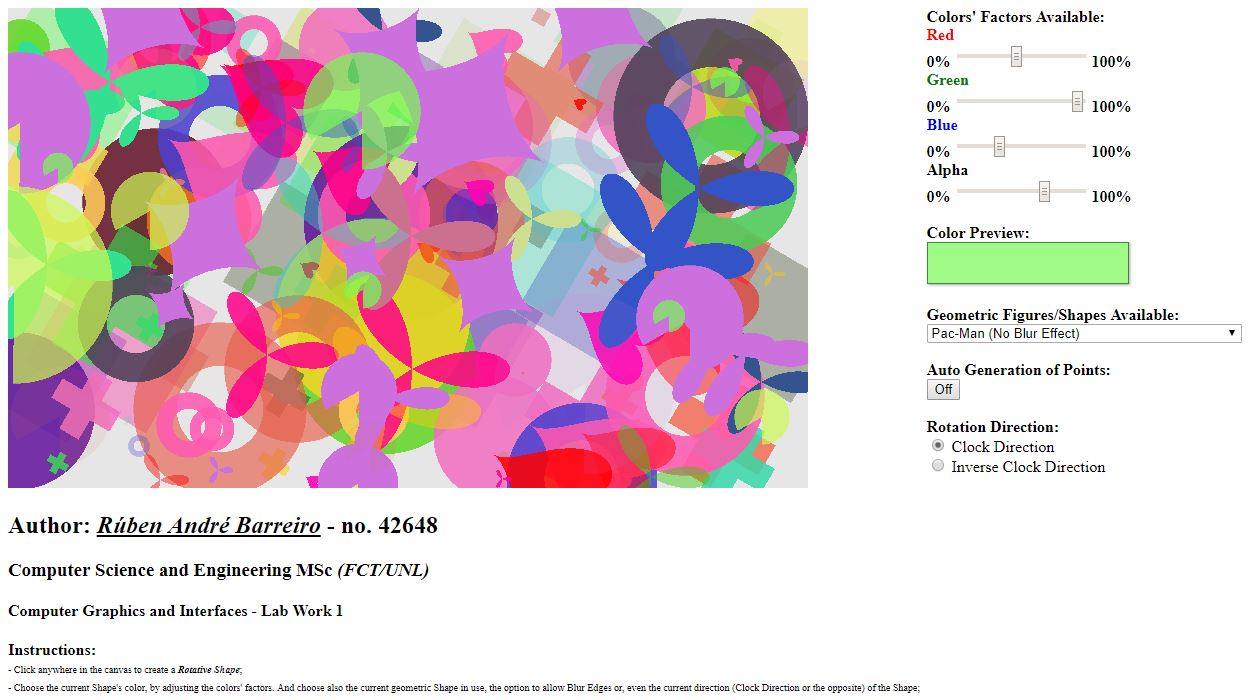 Colors' Factors Available:
Red
0% 100%
Green
0% 100%
Blue
0% 100%
Alpha
0% 100%
Color Preview:
Geometric Figures/Shapes Available:
Pac-Man (No Blur Effect)
Auto Generation of Points:
Off
Rotation Direction:
Clock Direction
Inverse Clock Direction
Author: Rúben André Barreiro - no. 42648
Computer Science and Engineering MSc (FCT/UNL)
Computer Graphics and Interfaces - Lab Work 1
Instructions:
- Click anywhere in the canvas to create a Rotative Shape;
- Choose the current Shape's color, by adjusting the colors' factors. And choose also the current geometric Shape in use, the option to allow Blur Edges or, even the current direction (Clock Direction or the opposite) of the Shape;